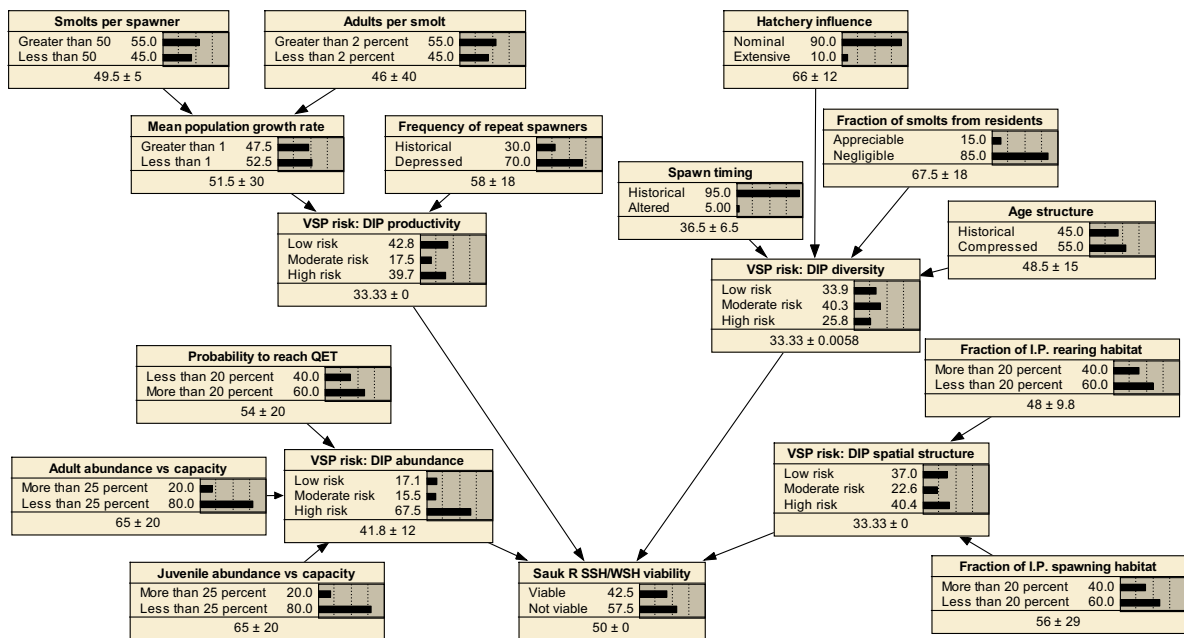 Smolts per spawner
Greater than 50 55.0
Less than 50 45.0
49.5 ± 5
Adults per smolt
Greater than 2 percent 55.0
Less than 2 percent 45.0
46 ± 40
Hatchery influence
Nominal 90.0
Extensive 10.0
66 ± 12
Mean population growth rate
Greater than 1 47.5
Less than 1 52.5
51.5 ± 30
Frequency of repeat spawners
Historical 30.0
Depressed 70.0
58 ± 18
Fraction of smolts from residents
Appreciable 15.0
Negligible 85.0
67.5 ± 18
Spawn timing
Historical 95.0
Altered 5.00
36.5 ± 6.5
Age structure
Historical 45.0
Compressed 55.0
48.5 ± 15
VSP risk: DIP productivity
Low risk 42.8
Moderate risk 17.5
High risk 39.7
33.33 ± 0
VSP risk: DIP diversity
Low risk 33.9
Moderate risk 40.3
High risk 25.8
33.33 ± 0.0058
Probability to reach QET
Less than 20 percent 40.0
More than 20 percent 60.0
54 ± 20
Fraction of I.P. rearing habitat
More than 20 percent 40.0
Less than 20 percent 60.0
48 ± 9.8
Adult abundance vs capacity
More than 25 percent 20.0
Less than 25 percent 80.0
65 ± 20
VSP risk: DIP abundance
Low risk 17.1
Moderate risk 15.5
High risk 67.5
41.8 ± 12
VSP risk: DIP spatial structure
Low risk 37.0
Moderate risk 22.6
High risk 40.4
33.33 ± 0
Juvenile abundance vs capacity
More than 25 percent 20.0
Less than 25 percent 80.0
65 ± 20
Sauk R SSH/WSH viability
Viable 42.5
Not viable 57.5
50 ± 0
Fraction of I.P. spawning habitat
More than 20 percent 40.0
Less than 20 percent 60.0
56 ± 29